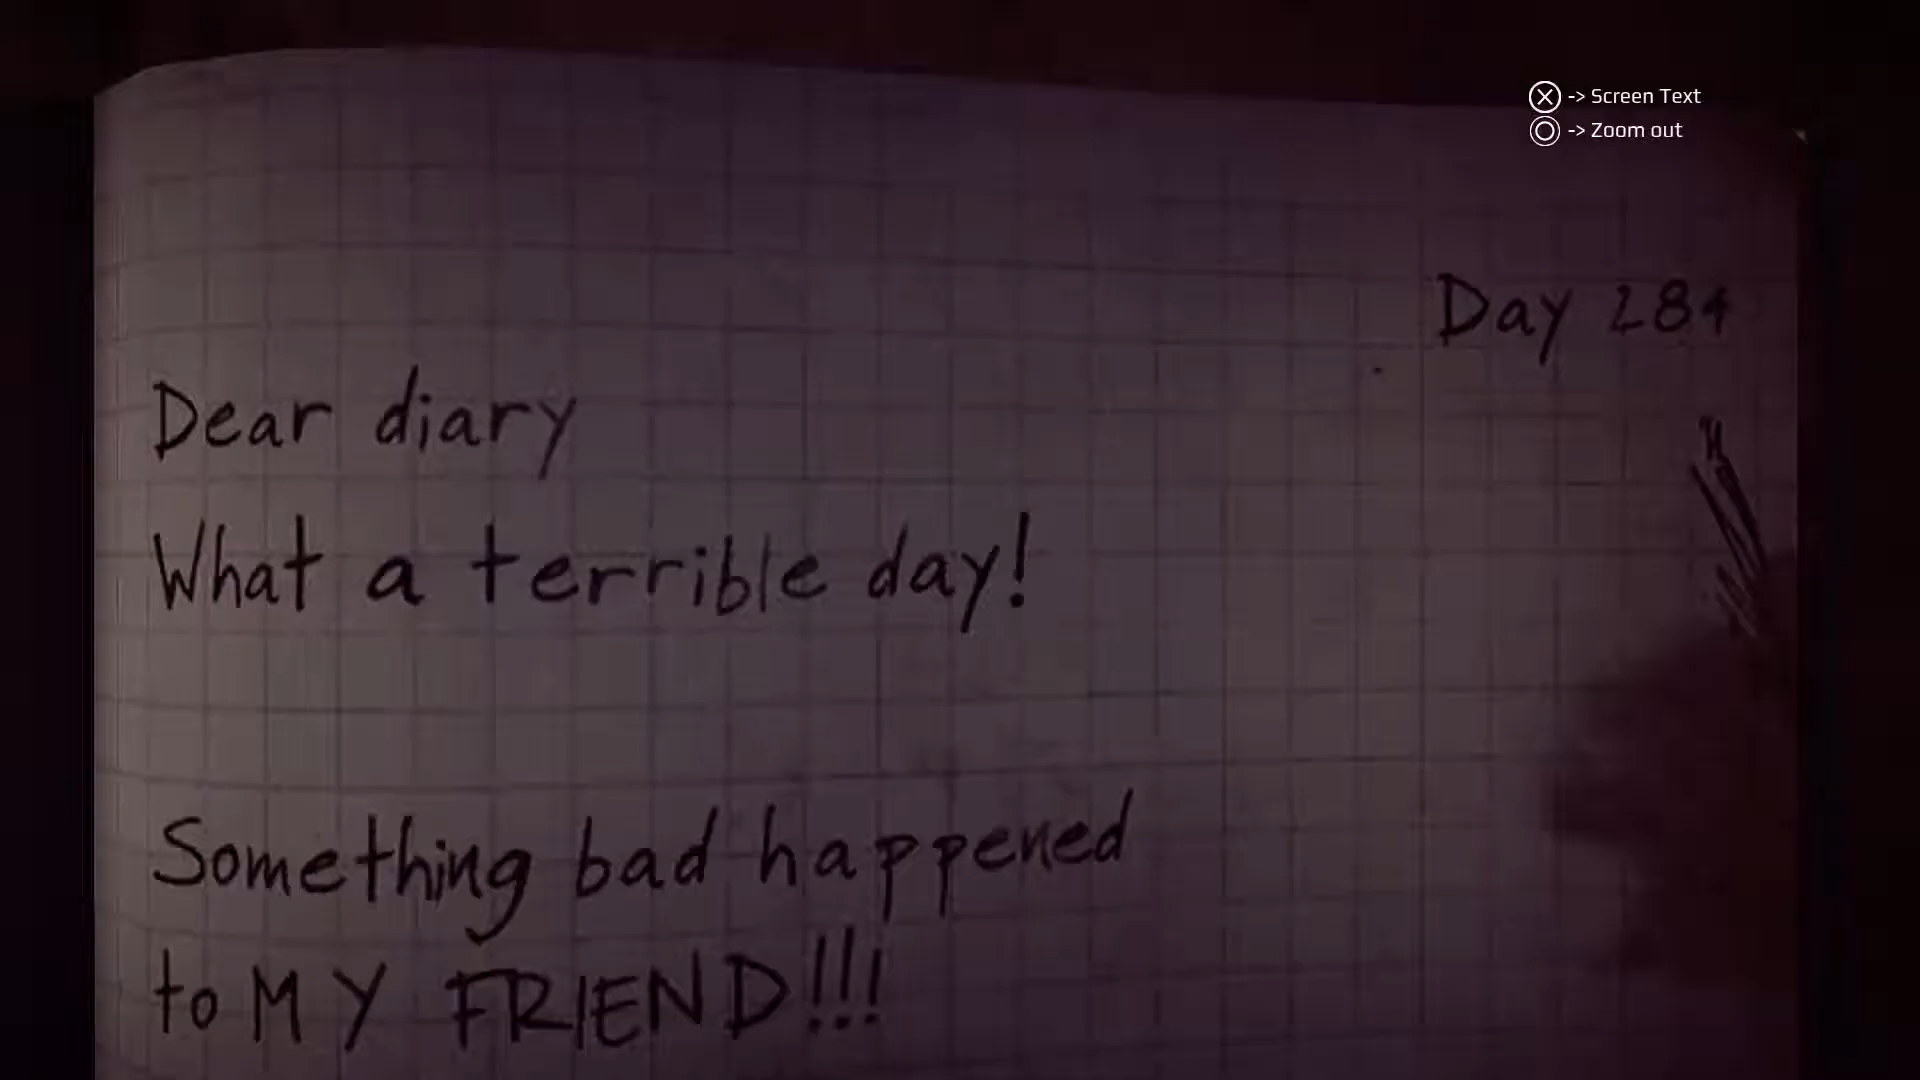 -> Screen Text
-> Zoom out
Day 284
Dear diary
What a terrible day!
Something bad happened
to MY FRIEND!!!